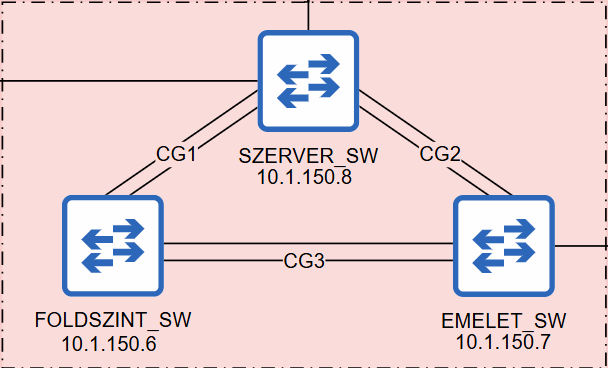 CG1
CG2
SZERVER_SW
10.1.150.8
CG3
FOLDSZINT_SW
10.1.150.6
EMELET_SW
10.1.150.7